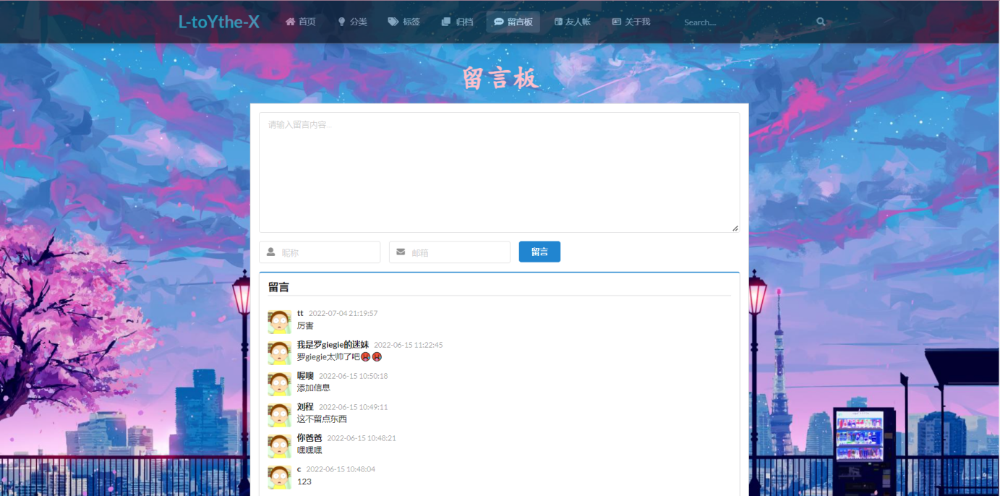 L-toYthe-X 首页 分类 标签 归档 留言板 友人帐 关于我 Search....
留言板
请输入留言内容...
昵称 邮箱 留言
留言
tt 2022-07-04 21:19:57
厉害
我是罗giegie的迷妹 2022-06-15 11:22:45
罗giegie太帅了吧😡😡
喔噢 2022-06-15 10:50:18
添加信息
刘程 2022-06-15 10:49:11
这不留点东西
你爸爸 2022-06-15 10:48:21
嘿嘿嘿
c 2022-06-15 10:48:04
123